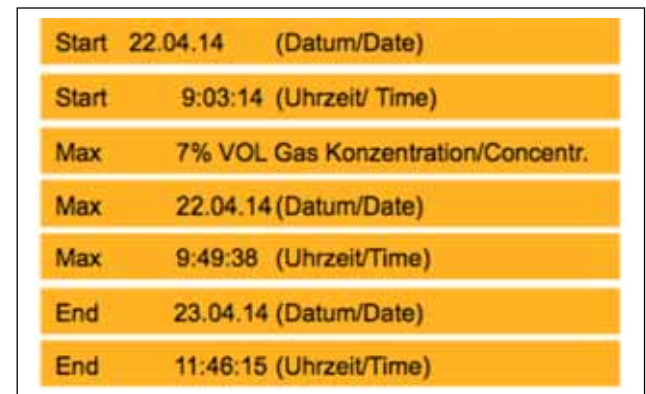 Start 22.04.14 (Datum/Date)
Start 9:03:14 (Uhrzeit/ Time)
Max 7% VOL Gas Konzentration/Concentr.
Max 22.04.14 (Datum/Date)
Max 9:49:38 (Uhrzeit/Time)
End 23.04.14 (Datum/Date)
End 11:46:15 (Uhrzeit/Time)